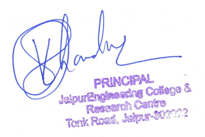 PRINCIPAL
JaipurEngineering College &
Research Centre
Tonk Road, Jaipur-302022